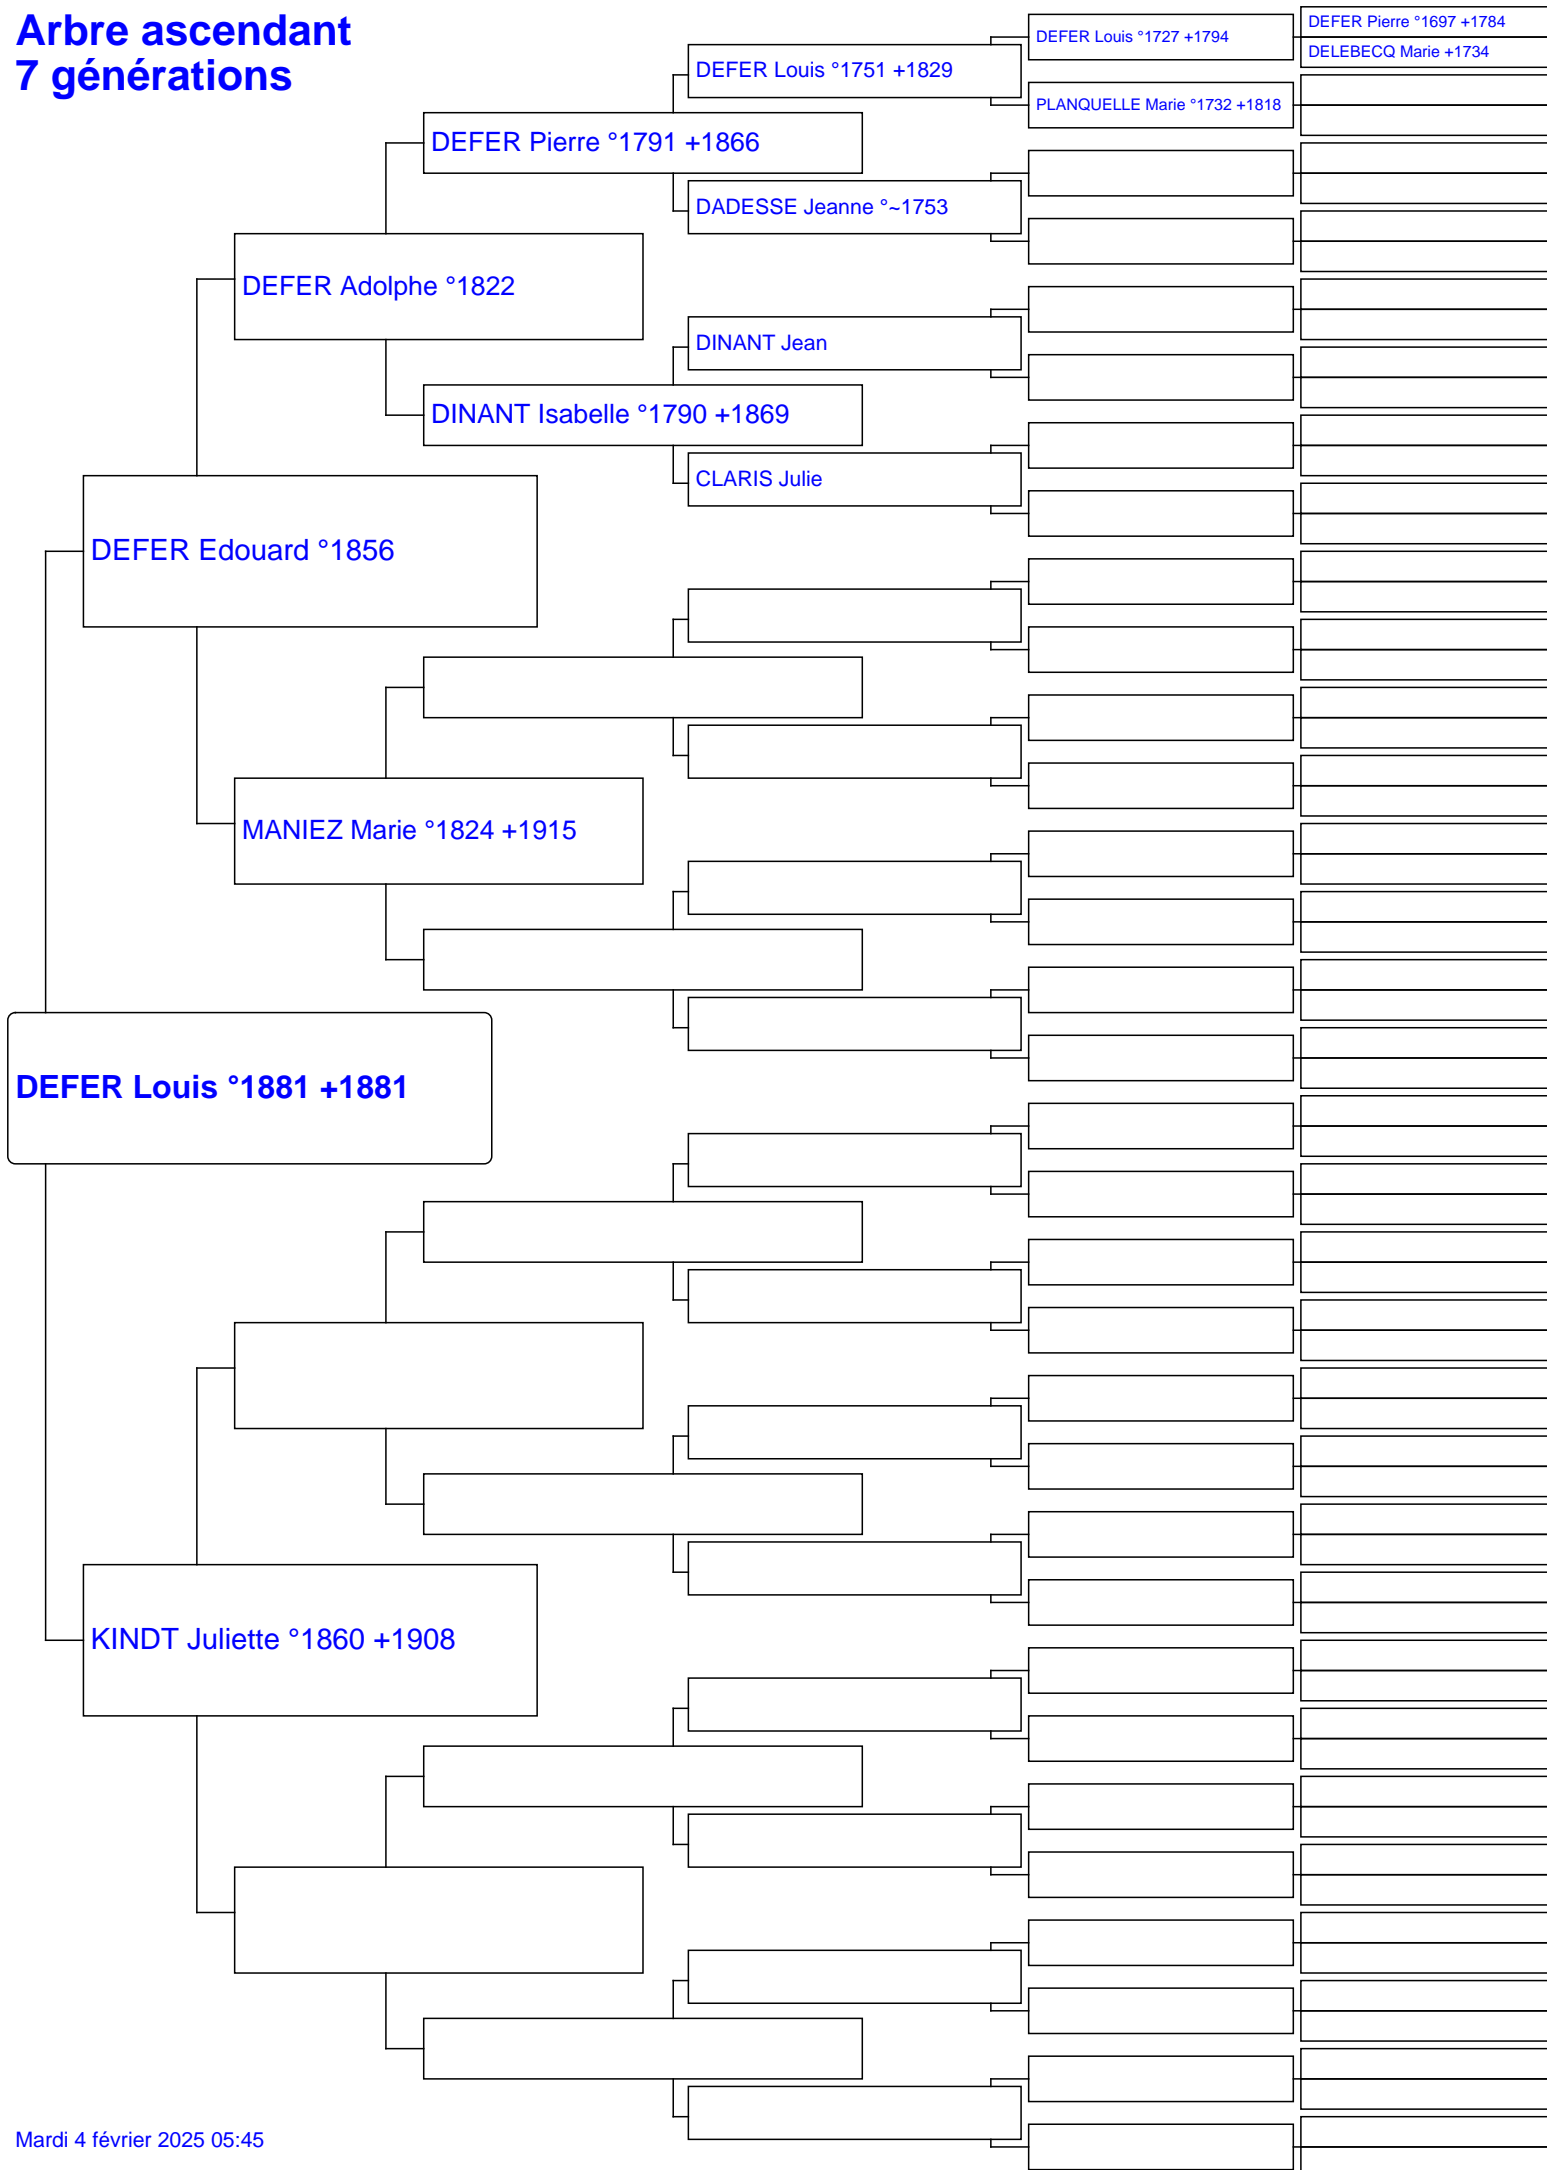 Arbre ascendant
7 générations
DEFER Pierre °1697 +1784
DEFER Louis °1727 +1794
DELEBECQ Marie +1734
DEFER Louis °1751 +1829
PLANQUELLE Marie °1732 +1818
DEFER Pierre °1791 +1866
DADESSE Jeanne °~1753
DEFER Adolphe °1822
DINANT Jean
DINANT Isabelle °1790 +1869
CLARIS Julie
DEFER Edouard °1856
MANIEZ Marie °1824 +1915
DEFER Louis °1881 +1881
KINDT Juliette °1860 +1908
Mardi 4 février 2025 05:45